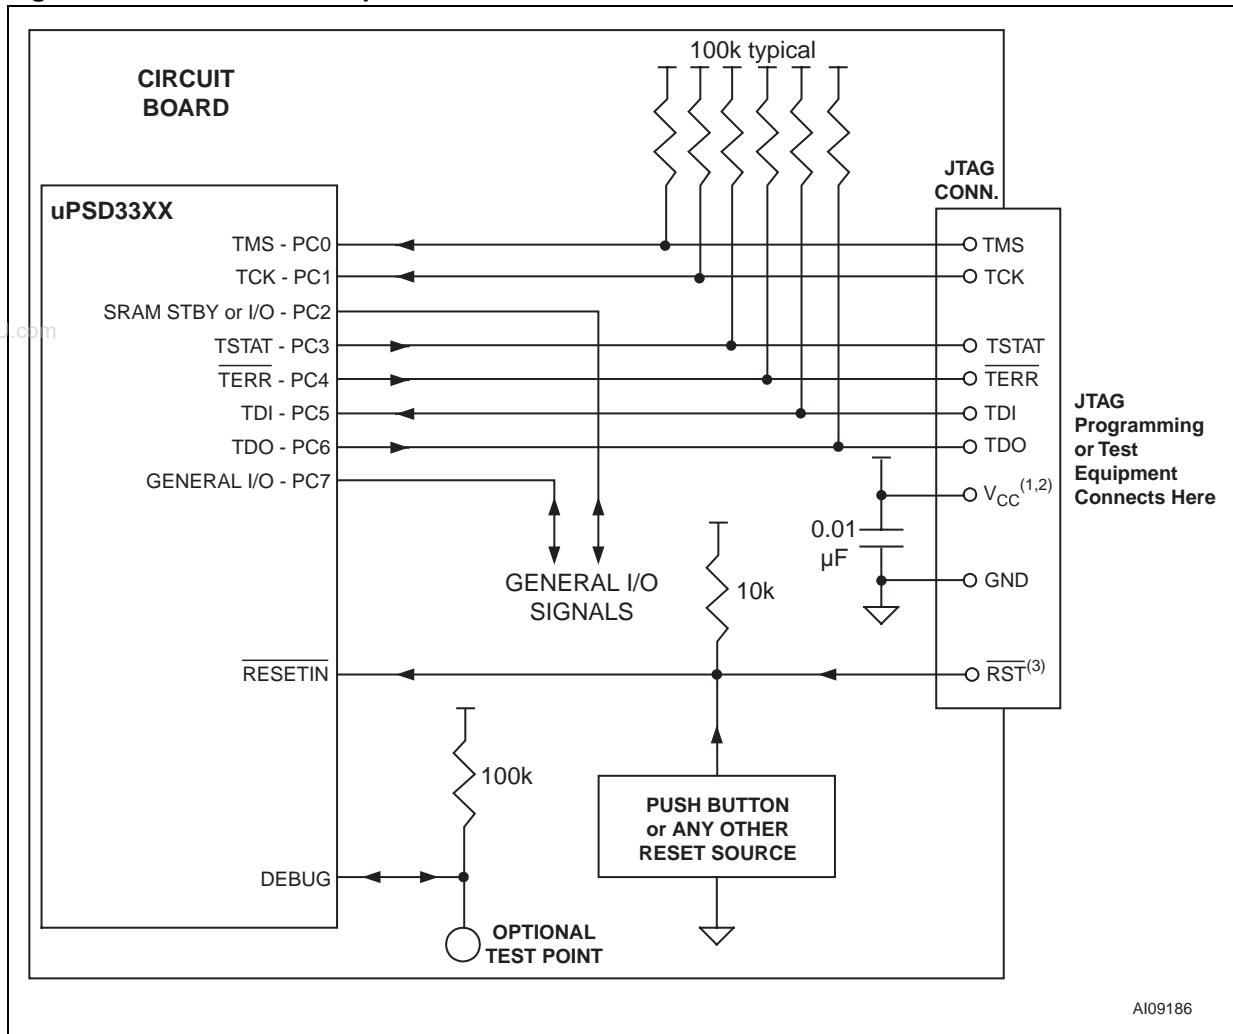 100k typical
CIRCUIT
BOARD
JTAG
CONN.
uPSD33XX
TMS - PC0
TMS
TCK - PC1
TCK
SRAM STBY or I/O - PC2
TSTAT - PC3
TSTAT
TERR - PC4
TERR
TDI - PC5
TDI
TDO - PC6
TDO
GENERAL I/O - PC7
VCC(1,2)
JTAG
Programming
or Test
Equipment
Connects Here
0.01
µF
GENERAL I/O
SIGNALS
10k
GND
RESETIN
RST(3)
100k
PUSH BUTTON
or ANY OTHER
RESET SOURCE
DEBUG
OPTIONAL
TEST POINT
AI09186